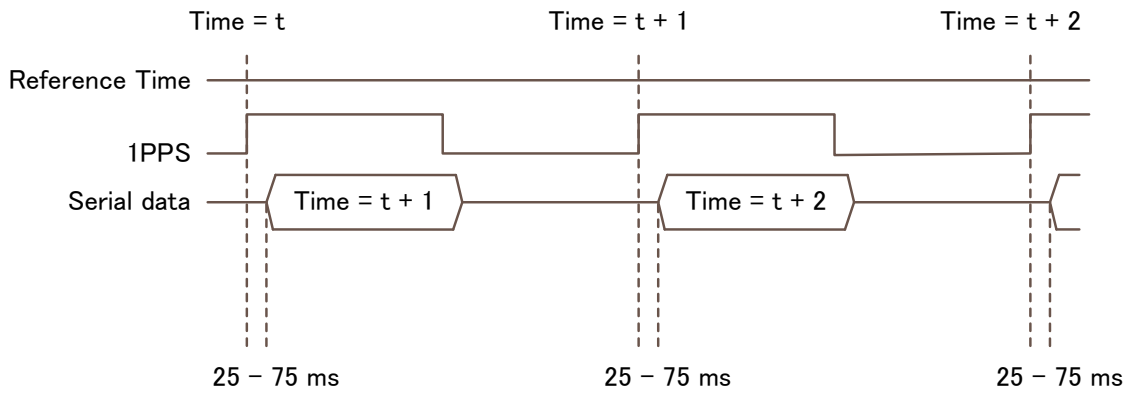 Time = t
Time = t + 1
Time = t + 2
Reference Time
1PPS
Serial data
Time = t + 1
Time = t + 2
25 – 75 ms
25 – 75 ms
25 – 75 ms